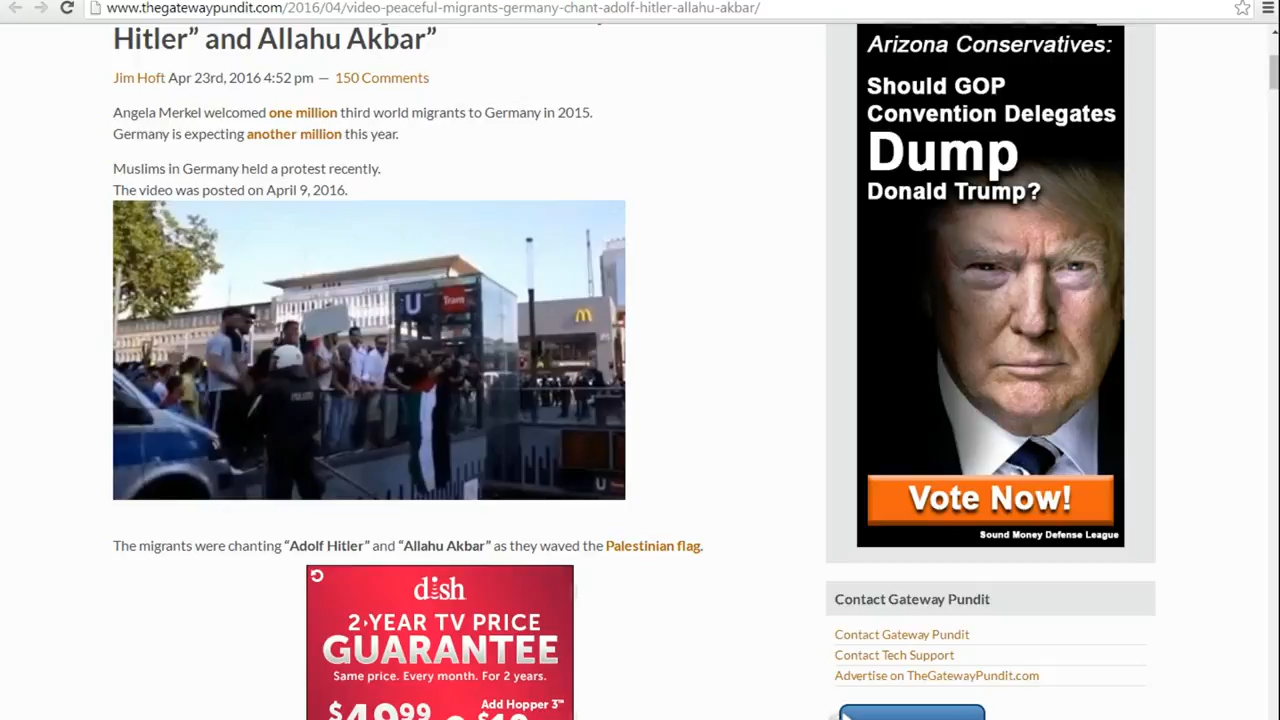 www.thegatewaypundit.com/2016/04/video-peaceful-migrants-germany-chant-adolf-hitler-allahu-akbar/
Hitler” and Allahu Akbar”
Jim Hoft Apr 23rd, 2016 4:52 pm — 150 Comments
Angela Merkel welcomed one million third world migrants to Germany in 2015.
Germany is expecting another million this year.
Muslims in Germany held a protest recently.
The video was posted on April 9, 2016.
U
Tram
POLIZEI
U
The migrants were chanting “Adolf Hitler” and “Allahu Akbar” as they waved the Palestinian flag.
dish
2-YEAR TV PRICE
GUARANTEE
Same price. Every month. For 2 years.
$49.99
Add Hopper 3™
Arizona Conservatives:
Should GOP
Convention Delegates
Dump
Donald Trump?
Vote Now!
Sound Money Defense League
Contact Gateway Pundit
Contact Gateway Pundit
Contact Tech Support
Advertise on TheGatewayPundit.com